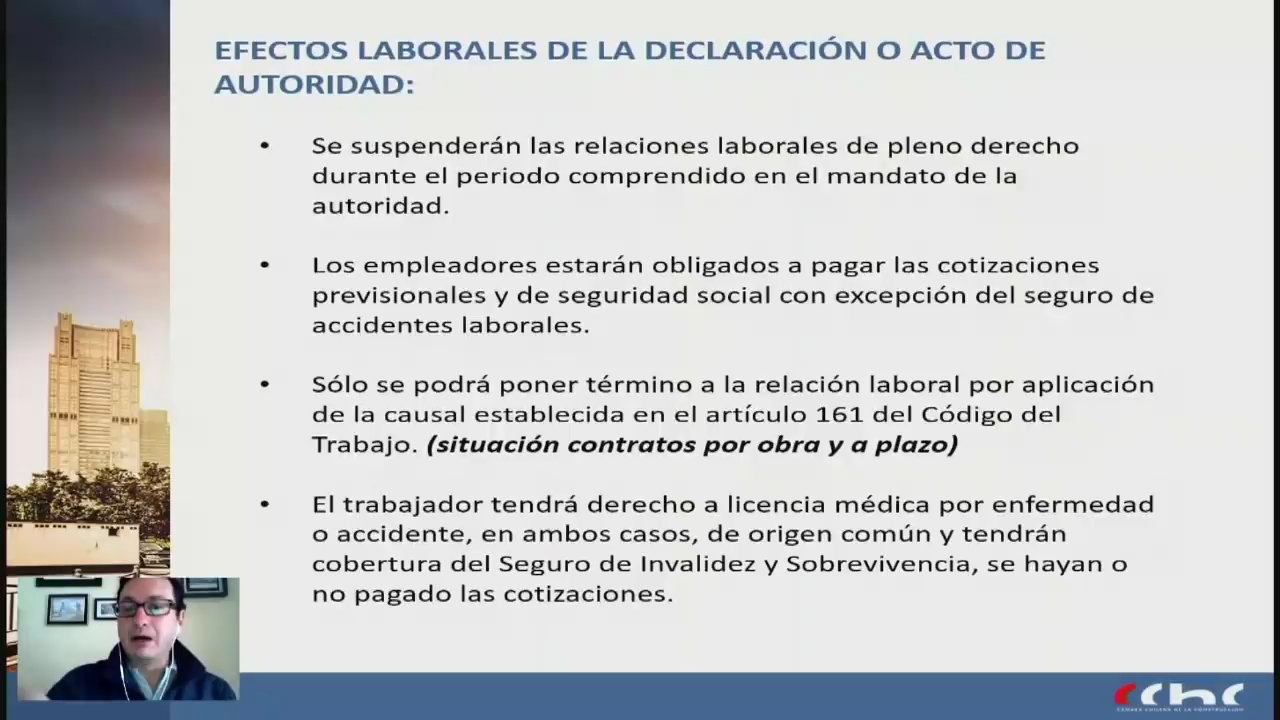 EFECTOS LABORALES DE LA DECLARACIÓN O ACTO DE
AUTORIDAD:
• Se suspenderán las relaciones laborales de pleno derecho
durante el periodo comprendido en el mandato de la
autoridad.
• Los empleadores estarán obligados a pagar las cotizaciones
previsionales y de seguridad social con excepción del seguro de
accidentes laborales.
• Sólo se podrá poner término a la relación laboral por aplicación
de la causal establecida en el artículo 161 del Código del
Trabajo. (situación contratos por obra y a plazo)
• El trabajador tendrá derecho a licencia médica por enfermedad
o accidente, en ambos casos, de origen común y tendrán
cobertura del Seguro de Invalidez y Sobrevivencia, se hayan o
no pagado las cotizaciones.
cchc
CÁMARA CHILENA DE LA CONSTRUCCIÓN